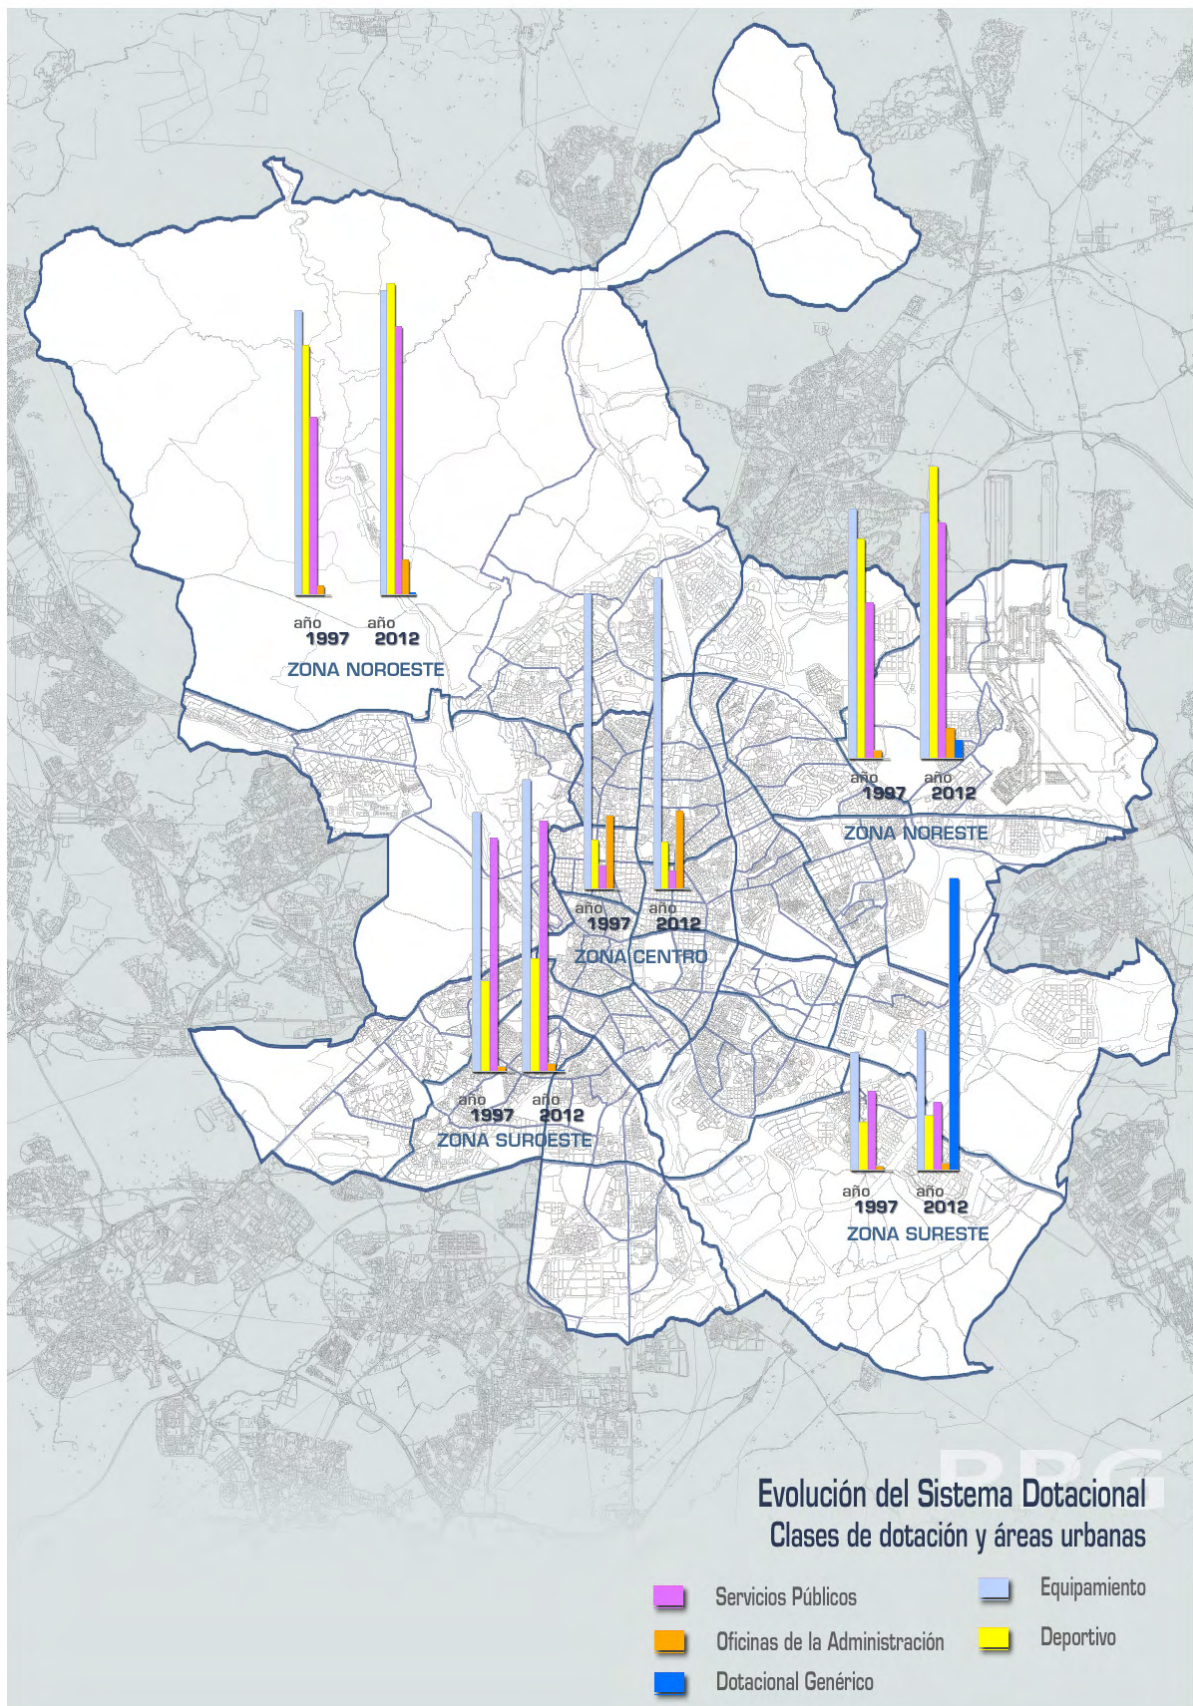 año 1997
año 2012
ZONA NOROESTE
año 1997
año 2012
ZONA NORESTE
año 1997
año 2012
ZONA CENTRO
año 1997
año 2012
ZONA SUROESTE
año 1997
año 2012
ZONA SURESTE
PPG
Evolución del Sistema Dotacional
Clases de dotación y áreas urbanas
Servicios Públicos
Equipamiento
Oficinas de la Administración
Deportivo
Dotacional Genérico